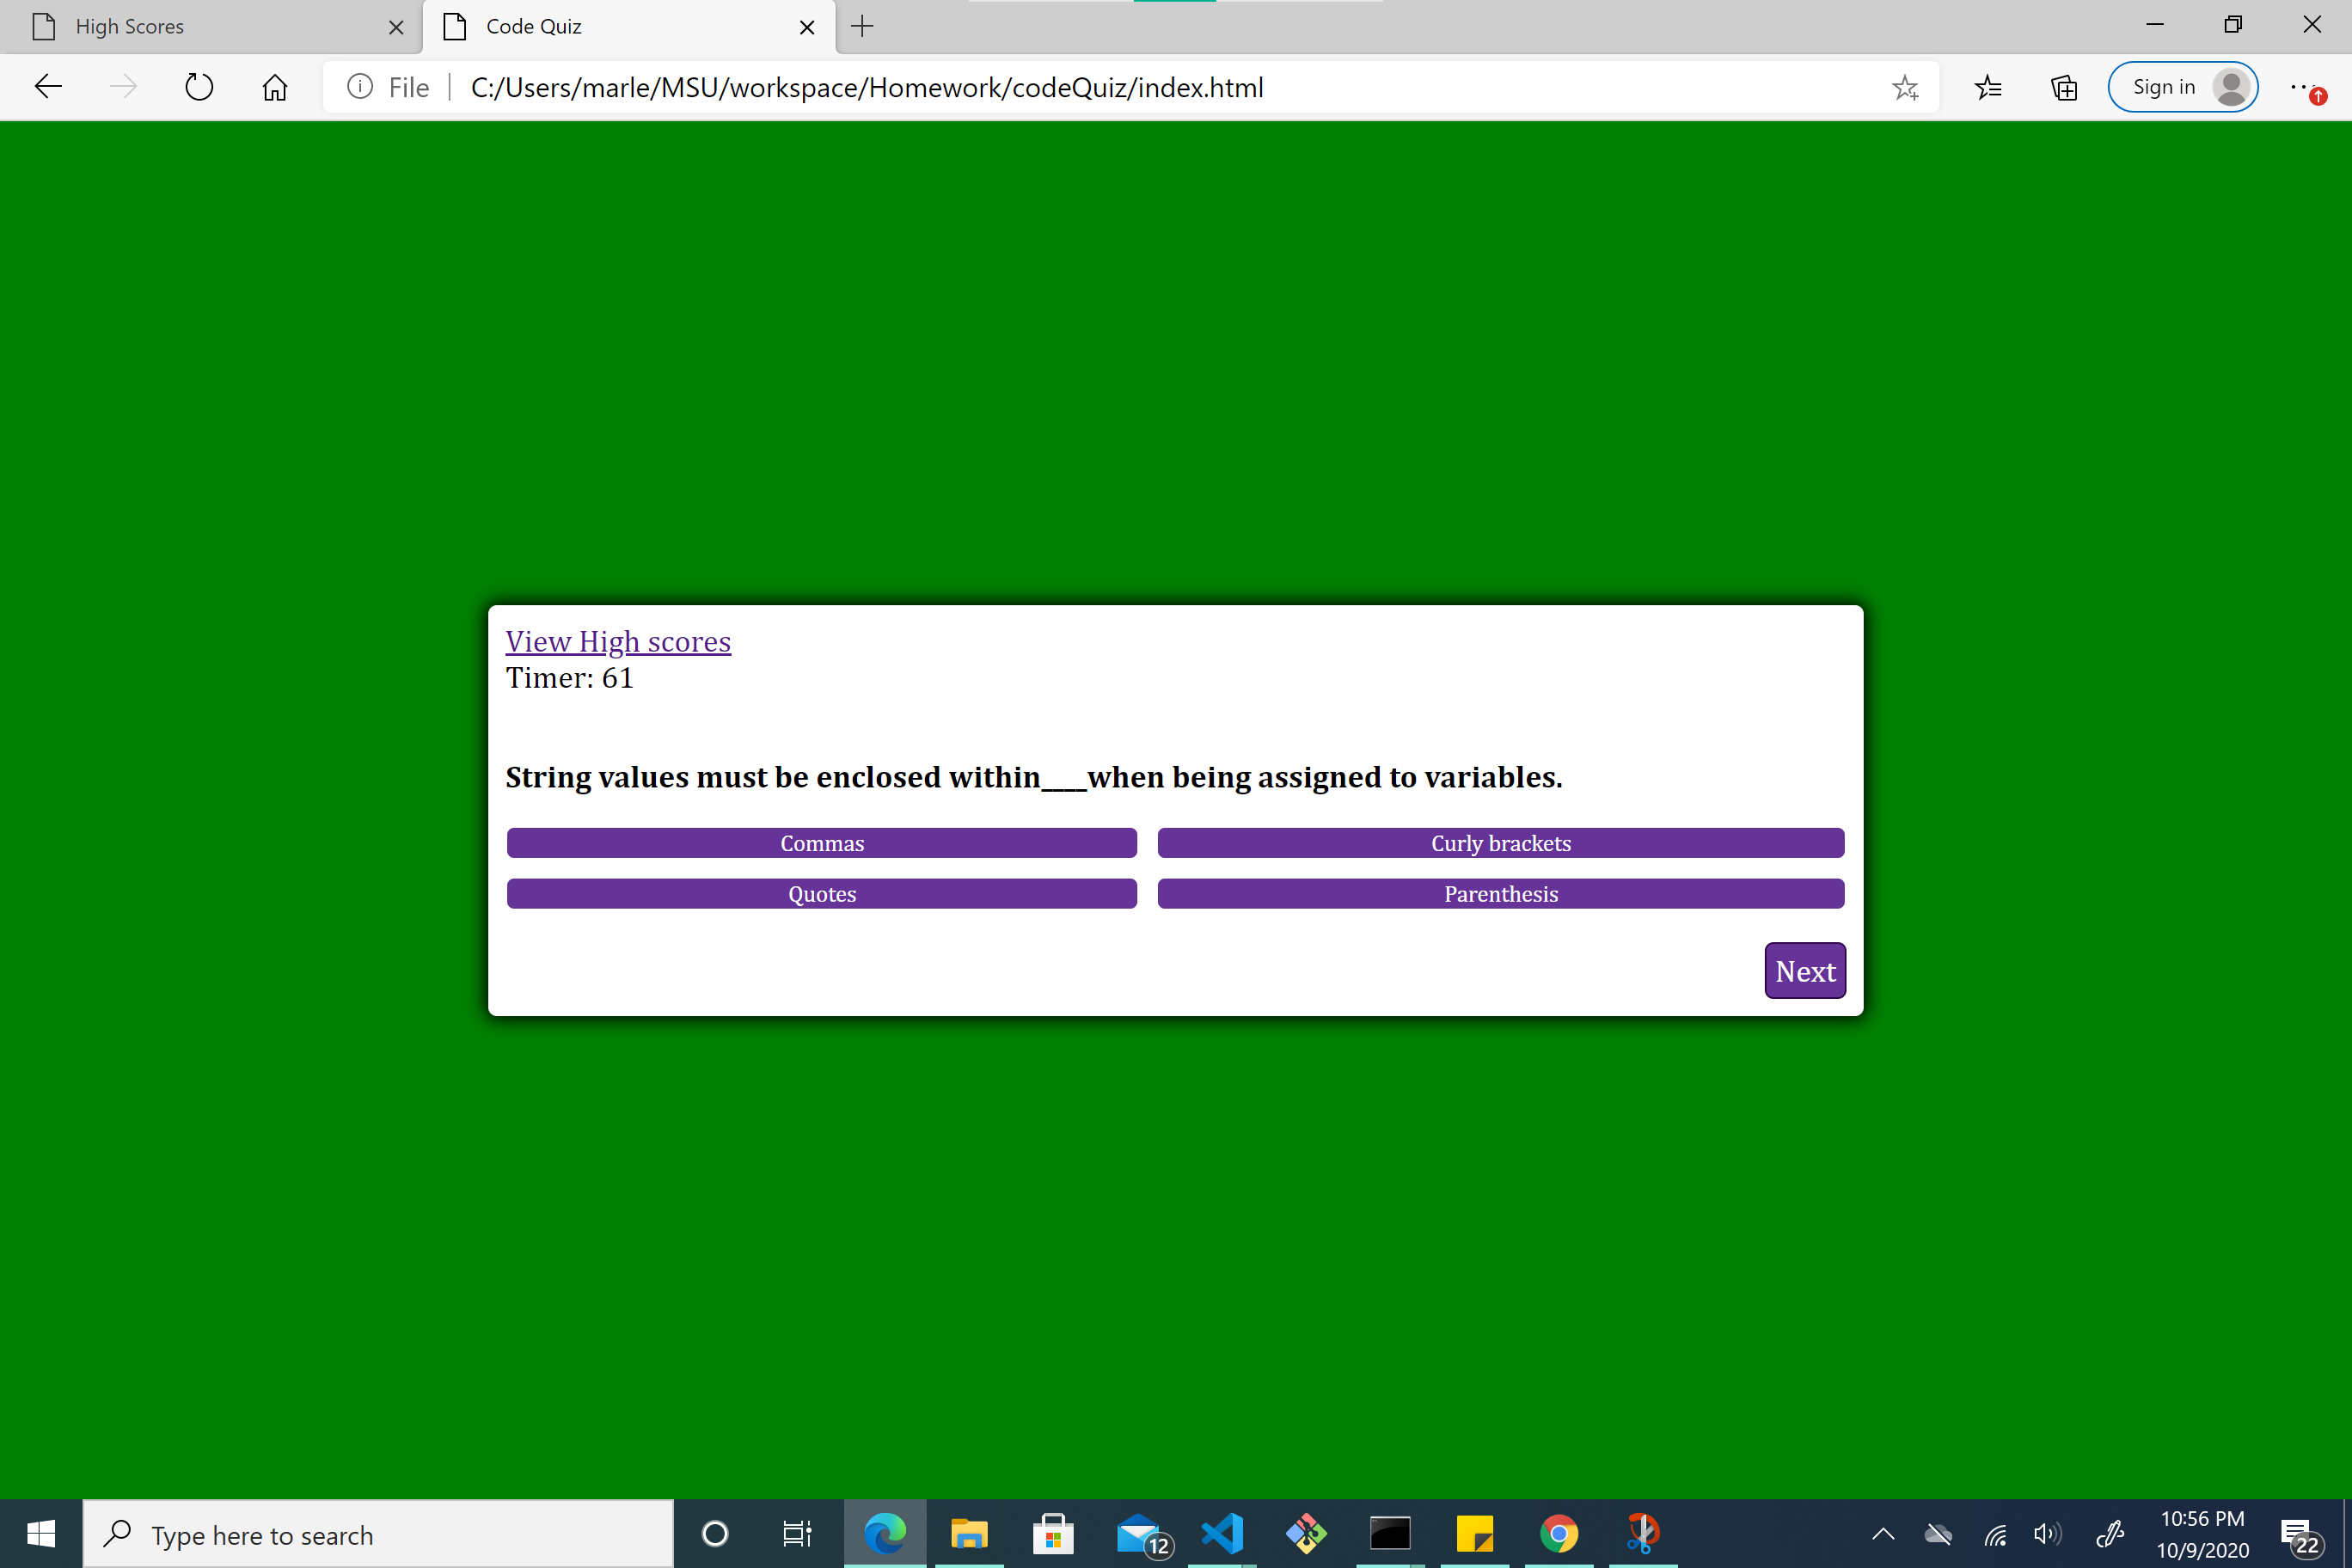 High Scores
Code Quiz
File
C:/Users/marle/MSU/workspace/Homework/codeQuiz/index.html
Sign in
View High scores
Timer: 61
String values must be enclosed within____when being assigned to variables.
Commas
Curly brackets
Quotes
Parenthesis
Next
Type here to search
12
10:56 PM
10/9/2020
22